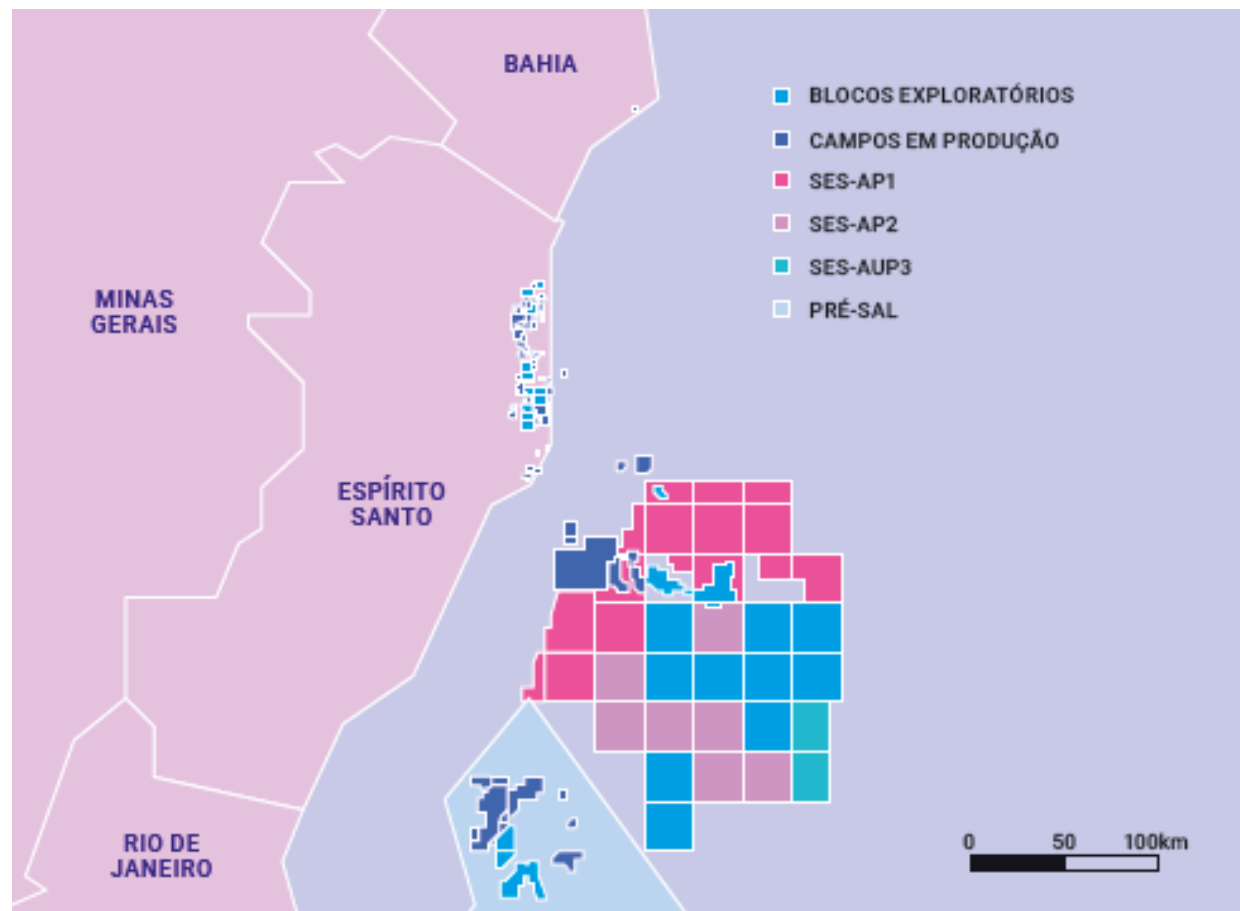 BAHIA
BLOCOS EXPLORATÓRIOS
CAMPOS EM PRODUÇÃO
SES-AP1
SES-AP2
SES-AUP3
PRÉ-SAL
MINAS
GERAIS
ESPÍRITO
SANTO
RIO DE
JANEIRO
0 50 100km